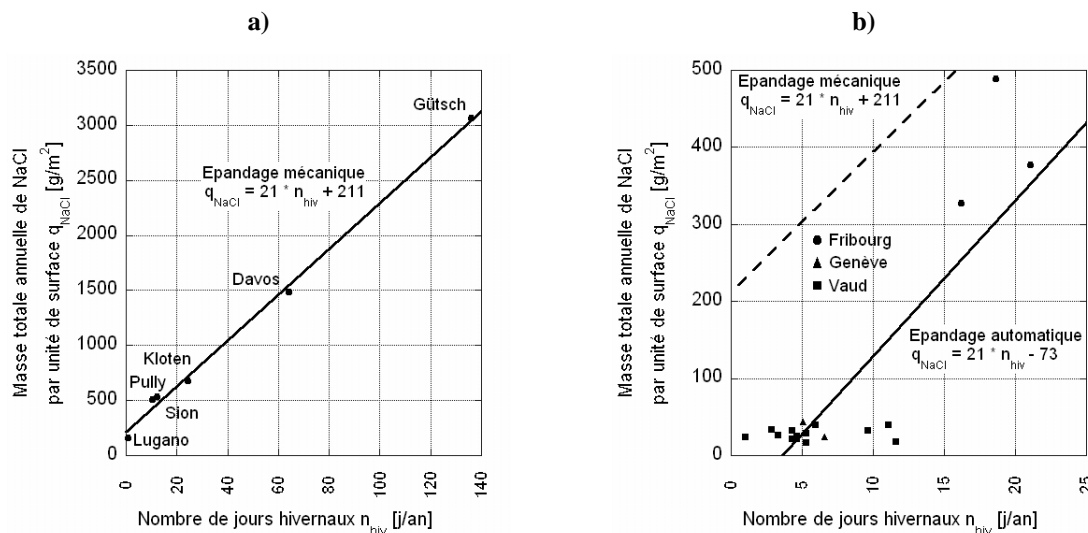 a)
Masse totale annuelle de NaCl
par unité de surface q_NaCl [g/m²]
3500
3000
2500
2000
1500
1000
500
0
Gütsch
Epandage mécanique
q_NaCl = 21 * n_hiv + 211
Davos
Kloten
Pully
Sion
Lugano
0 20 40 60 80 100 120 140
Nombre de jours hivernaux n_hiv [j/an]
b)
Masse totale annuelle de NaCl
par unité de surface q_NaCl [g/m²]
500
400
300
200
100
0
Epandage mécanique
q_NaCl = 21 * n_hiv + 211
Fribourg
Genève
Vaud
Epandage automatique
q_NaCl = 21 * n_hiv - 73
0 5 10 15 20 25
Nombre de jours hivernaux n_hiv [j/an]